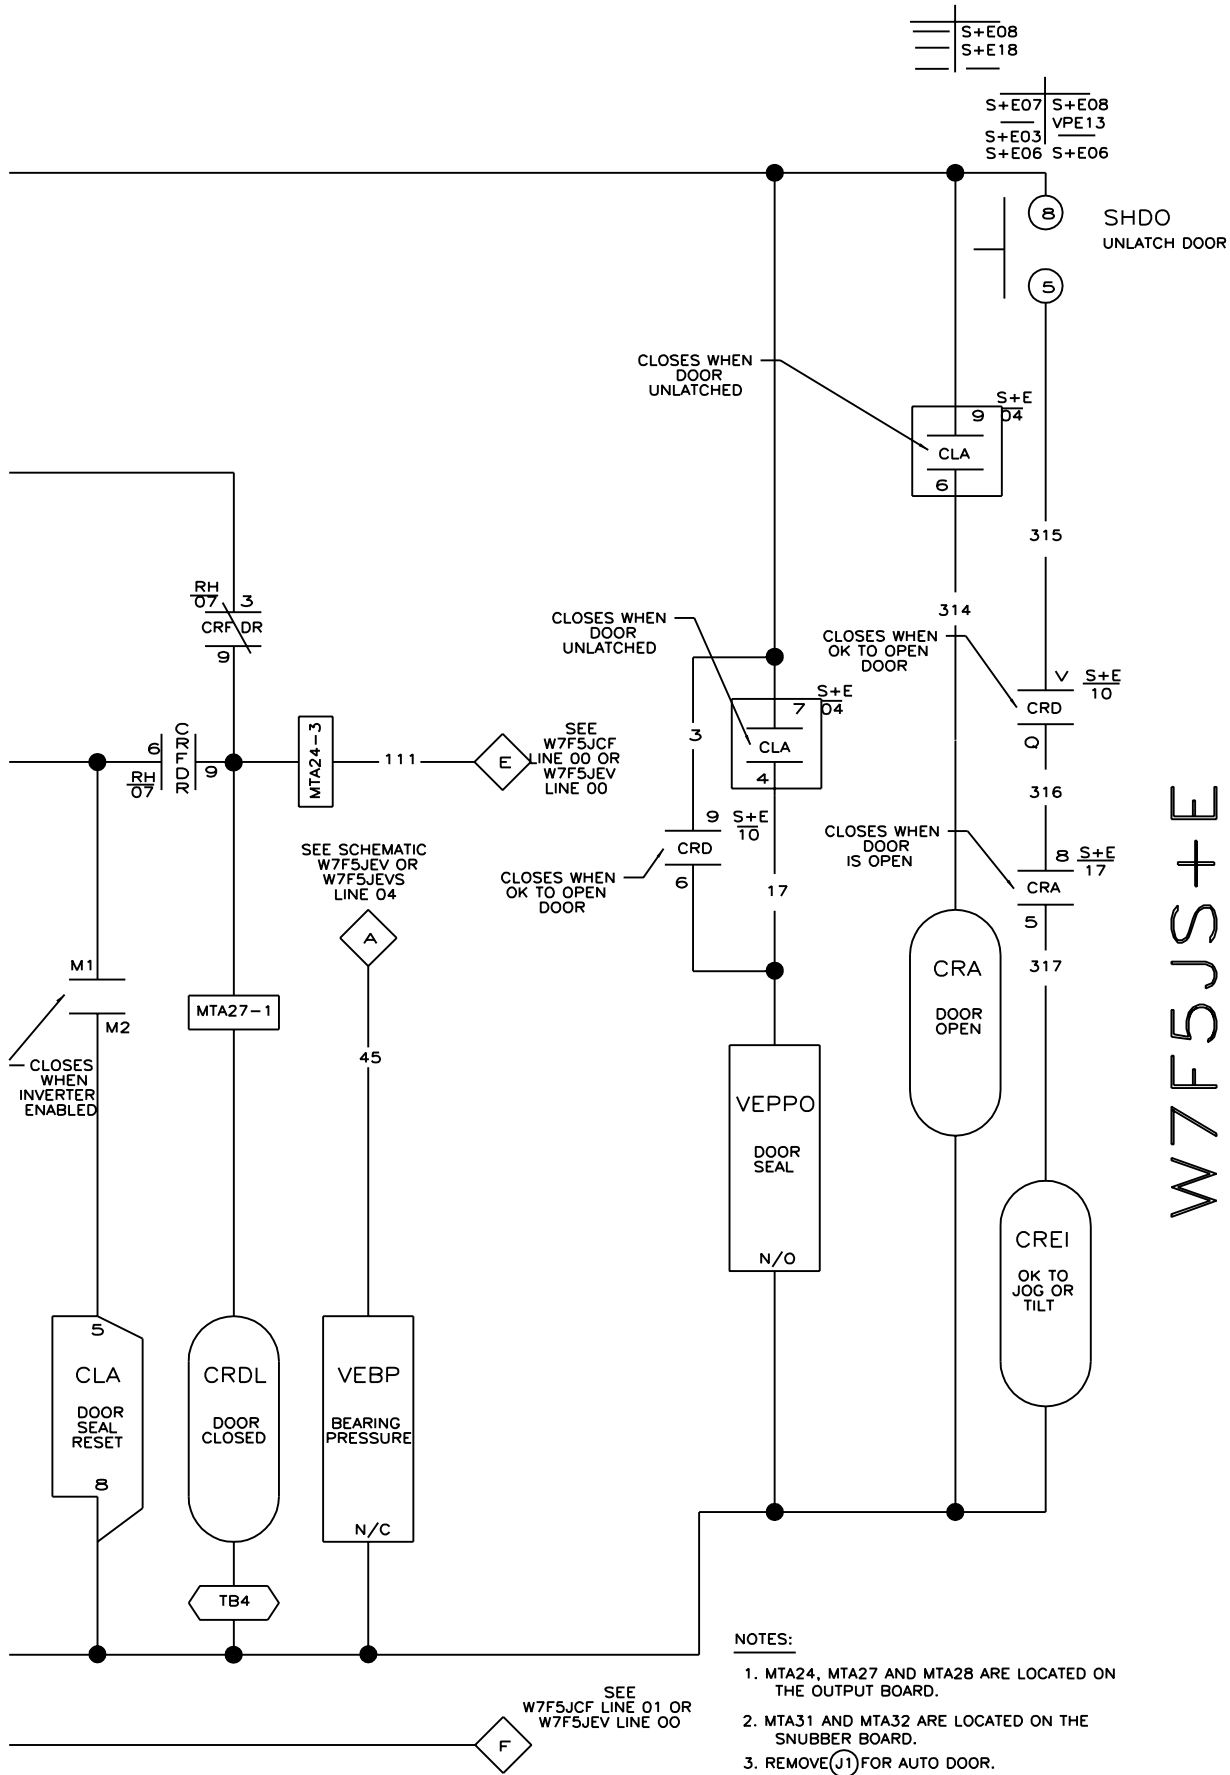 S+E08
S+E18
S+E07 S+E08
VPE13
S+E03
S+E06 S+E06
8
SHDO
UNLATCH DOOR
5
CLOSES WHEN
DOOR
UNLATCHED
S+E
9 04
CLA
6
315
RH
07 3
CRF DR
9
314
CLOSES WHEN
DOOR
UNLATCHED
CLOSES WHEN
OK TO OPEN
DOOR
V S+E
10
CRD
Q
S+E
7 04
CLA
4
3
6
RH
07
CRFDR
9
MTA24-3
111
E
SEE
W7F5JCF
LINE 00 OR
W7F5JEV
LINE 00
316
9 S+E
10
CRD
6
CLOSES WHEN
OK TO OPEN
DOOR
CLOSES WHEN
DOOR
IS OPEN
8 S+E
17
CRA
5
SEE SCHEMATIC
W7F5JEV OR
W7F5JEVS
LINE 04
A
17
317
CRA
DOOR
OPEN
M1
M2
MTA27-1
45
CLOSES
WHEN
INVERTER
ENABLED
VEPPO
DOOR
SEAL
N/O
W7F5JS+E
CREI
OK TO
JOG OR
TILT
5
CLA
DOOR
SEAL
RESET
8
CRDL
DOOR
CLOSED
VEBP
BEARING
PRESSURE
N/C
TB4
SEE
W7F5JCF LINE 01 OR
W7F5JEV LINE 00
F
NOTES:
1. MTA24, MTA27 AND MTA28 ARE LOCATED ON
THE OUTPUT BOARD.
2. MTA31 AND MTA32 ARE LOCATED ON THE
SNUBBER BOARD.
3. REMOVE J1 FOR AUTO DOOR.